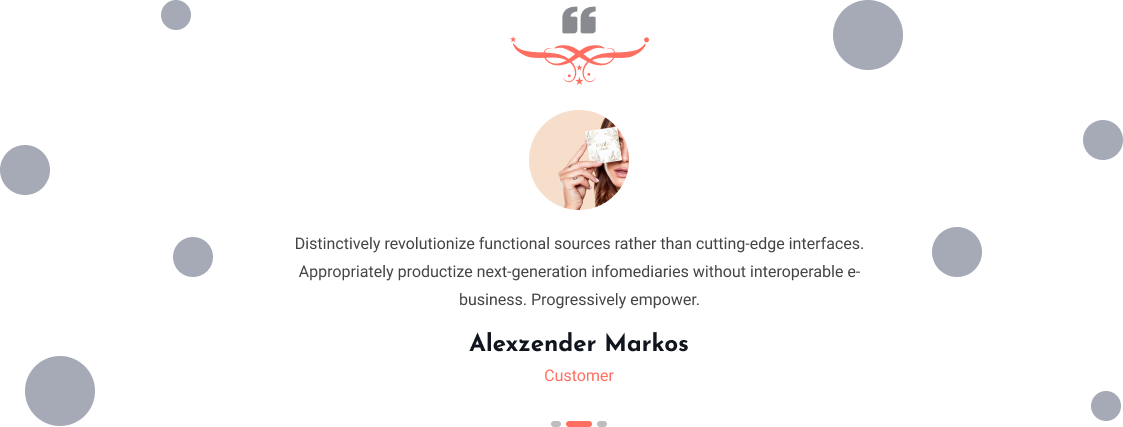 Distinctively revolutionize functional sources rather than cutting-edge interfaces.
Appropriately productize next-generation infomediaries without interoperable e-
business. Progressively empower.
Alexzender Markos
Customer